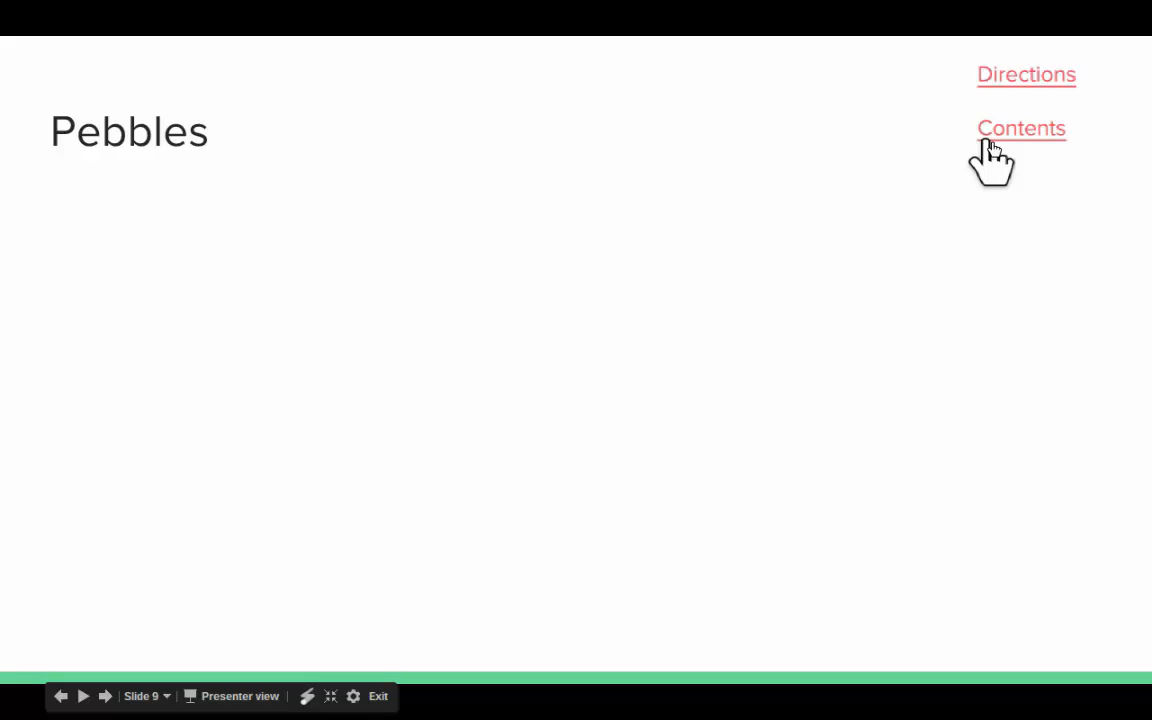 Directions
Pebbles
Contents
Slide 9
Presenter view
Exit